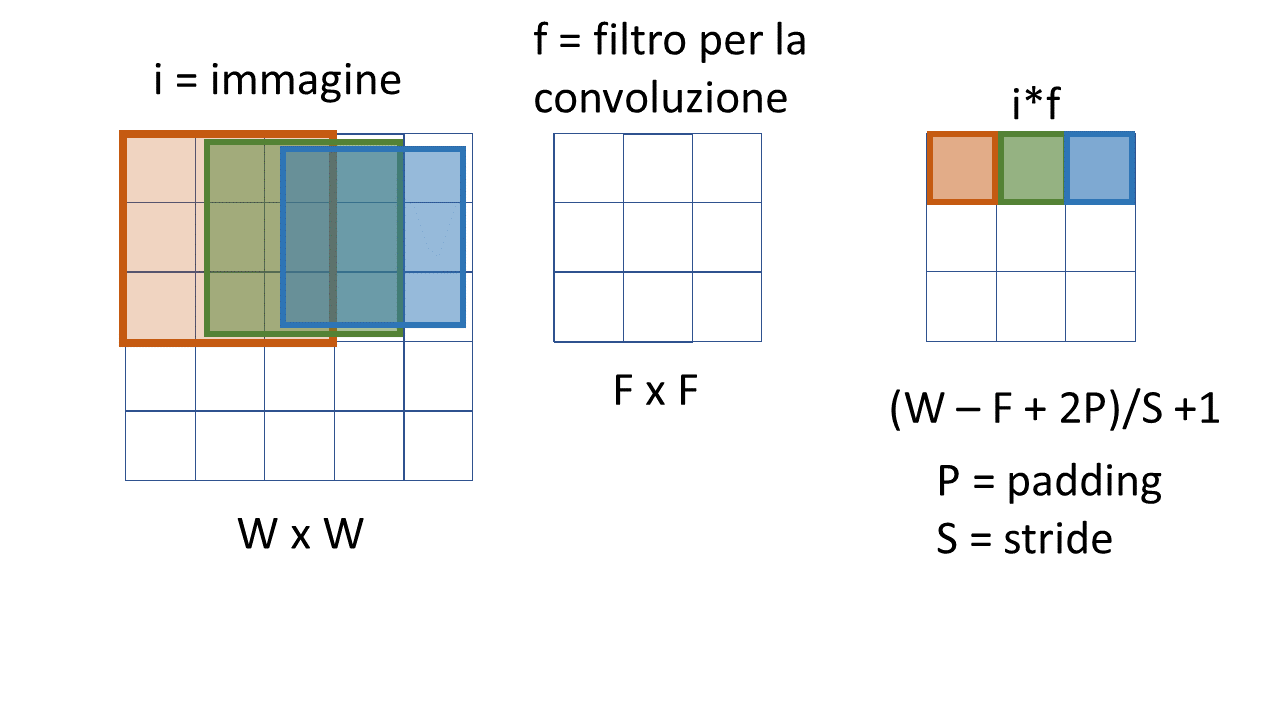 i = immagine
f = filtro per la
convoluzione
i*f
W x W
F x F
(W – F + 2P)/S +1
P = padding
S = stride